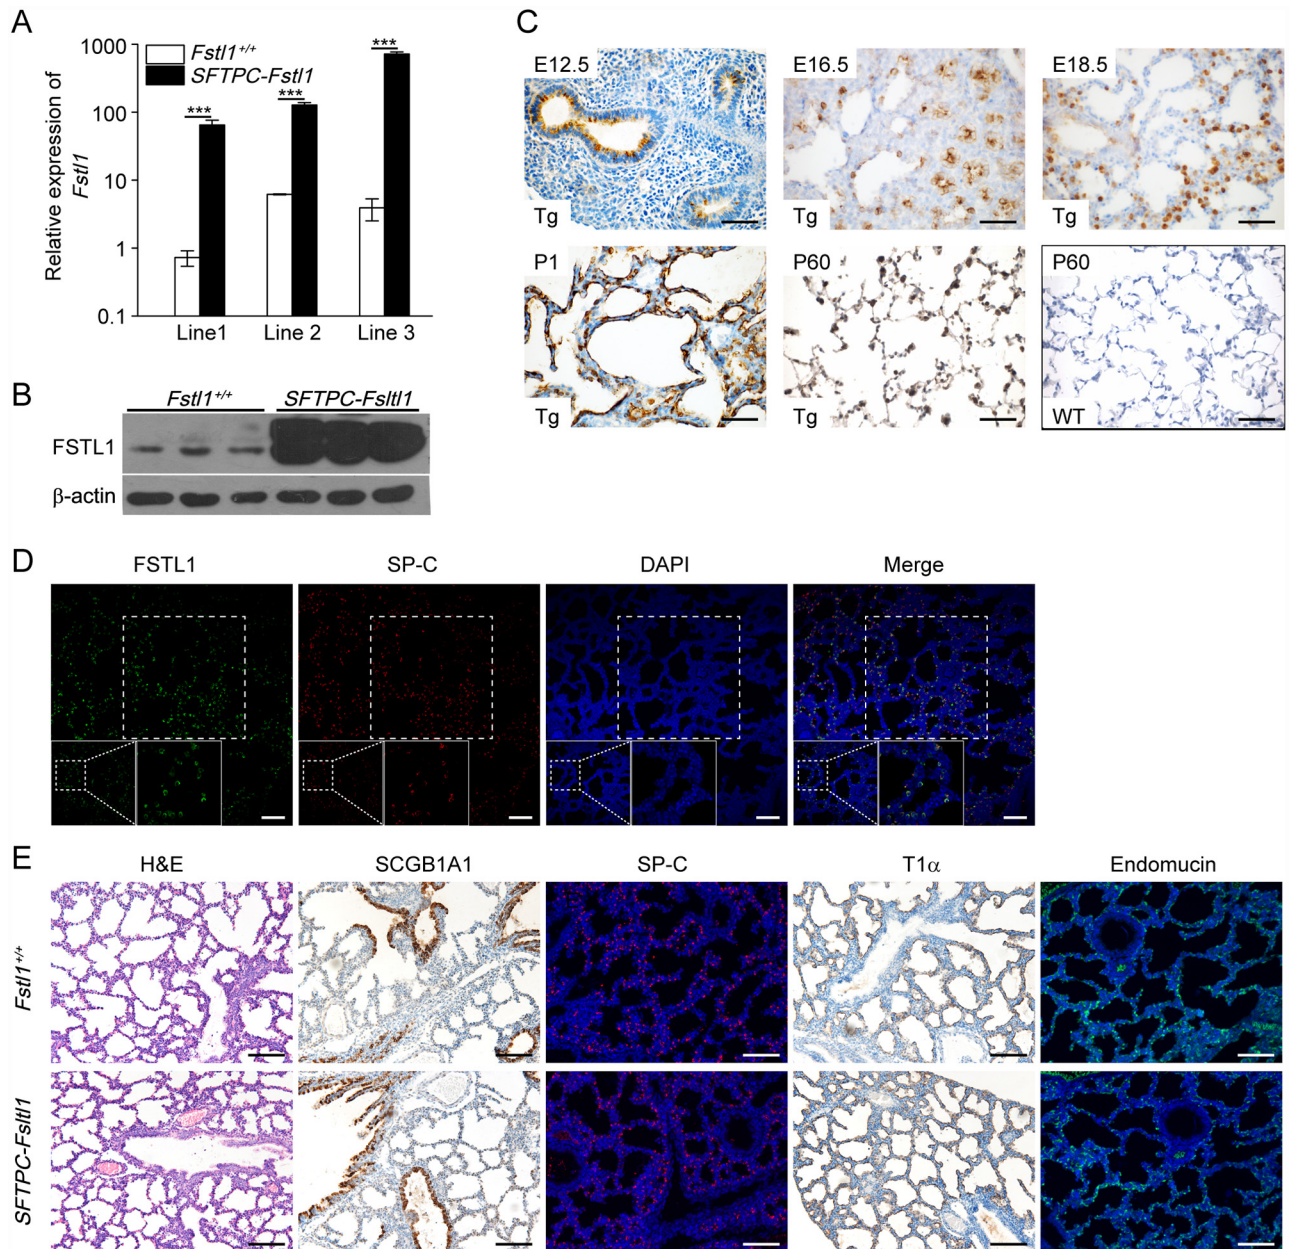 A
Relative expression of
Fstl1
1000
100
10
1
0.1
Fstl1+/+
SFTPC-Fstl1
***
***
***
Line1
Line 2
Line 3
B
Fstl1+/+
SFTPC-Fsltl1
FSTL1
β-actin
C
E12.5
Tg
E16.5
Tg
E18.5
Tg
P1
Tg
P60
Tg
P60
WT
D
FSTL1
SP-C
DAPI
Merge
E
H&E
SCGB1A1
SP-C
T1α
Endomucin
Fstl1+/+
SFTPC-Fsltl1